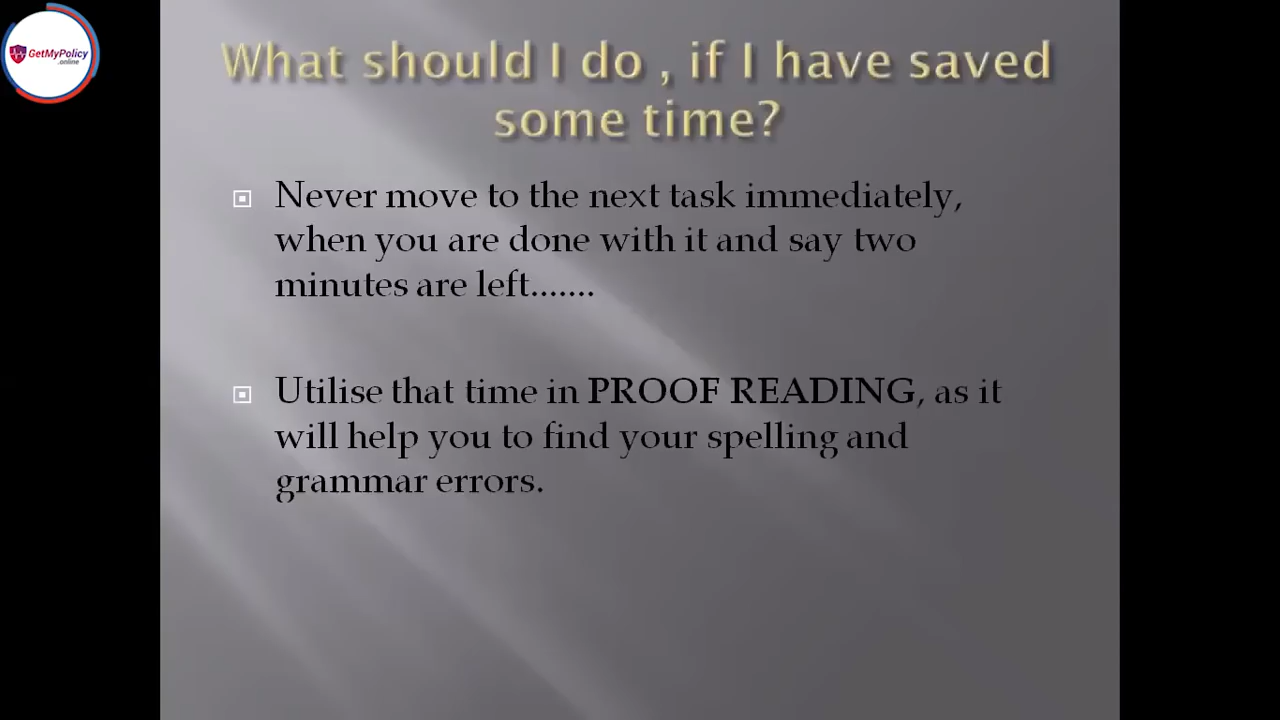 GetMyPolicy
.online
What should I do , if I have saved
some time?
Never move to the next task immediately,
when you are done with it and say two
minutes are left.......
Utilise that time in PROOF READING, as it
will help you to find your spelling and
grammar errors.